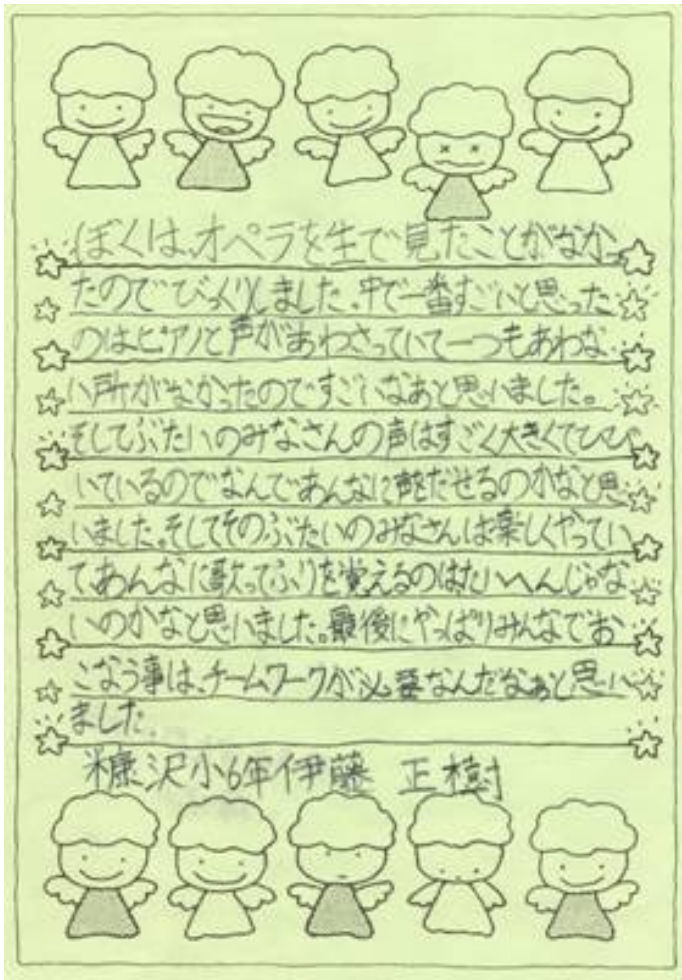 ぼくは、オペラを生で見たことがなかっ
たのでびっくりしました。中で一番すごいと思った
のはピアノと声があわさっていて一つもあわな
い所がなかったのですごいなあと思いました。
そしてぶたいのみなさんの声はすごく大きくてひび
いているのでなんであんなに声だせるのかなと思
いました。そしてそのぶたいのみなさんは楽しくやってい
てあんなに歌ってふりを覚えるのはたいへんじゃな
いのかなと思いました。最後にやっぱりみんなでお
こなう事は、チームワークが必要なんだなぁと思い
ました。
糠沢小6年伊藤 正樹